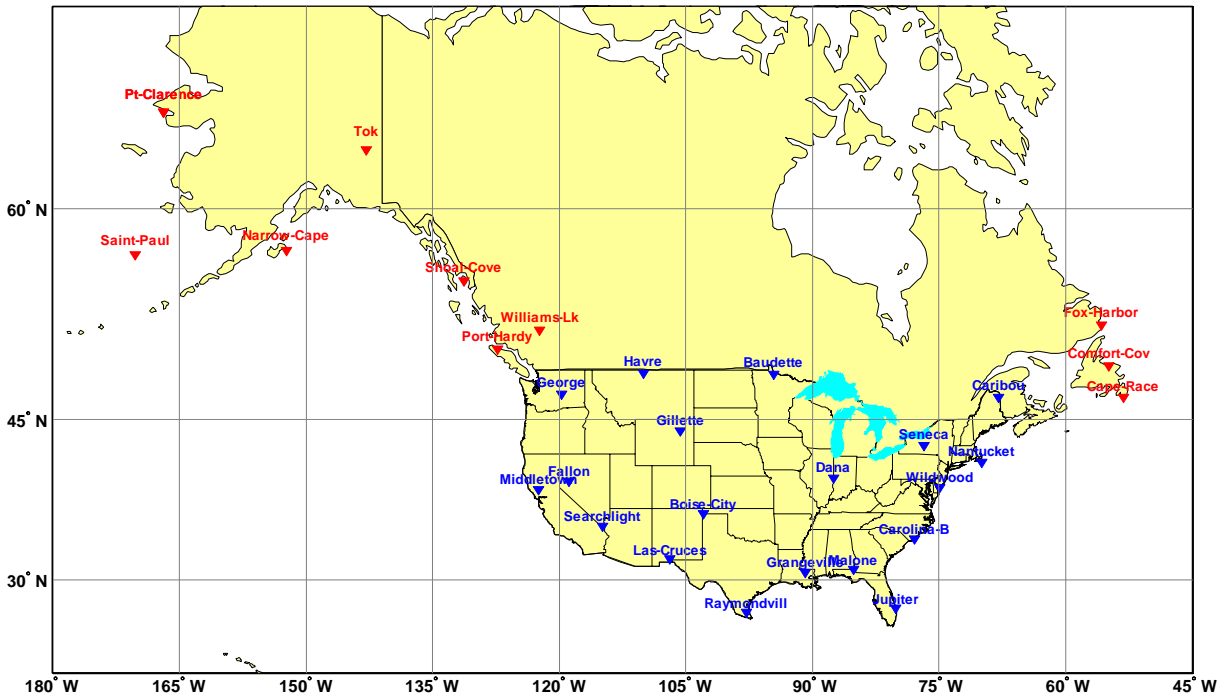 Pt-Clarence
Tok
60° N
Saint-Paul
Narrow-Cape
Shoal-Cove
Williams-Lk
Port-Hardy
Fox-Harbor
Comfort-Cov
Cape-Race
George
Havre
Baudette
Caribou
45° N
Gillette
Seneca
Nantucket
Middletown
Fallon
Dana
Wildwood
Searchlight
Boise-City
Carolina-B
Las-Cruces
Grangeville
Malone
30° N
Raymondvill
Jupiter
180° W
165° W
150° W
135° W
120° W
105° W
90° W
75° W
60° W
45° W